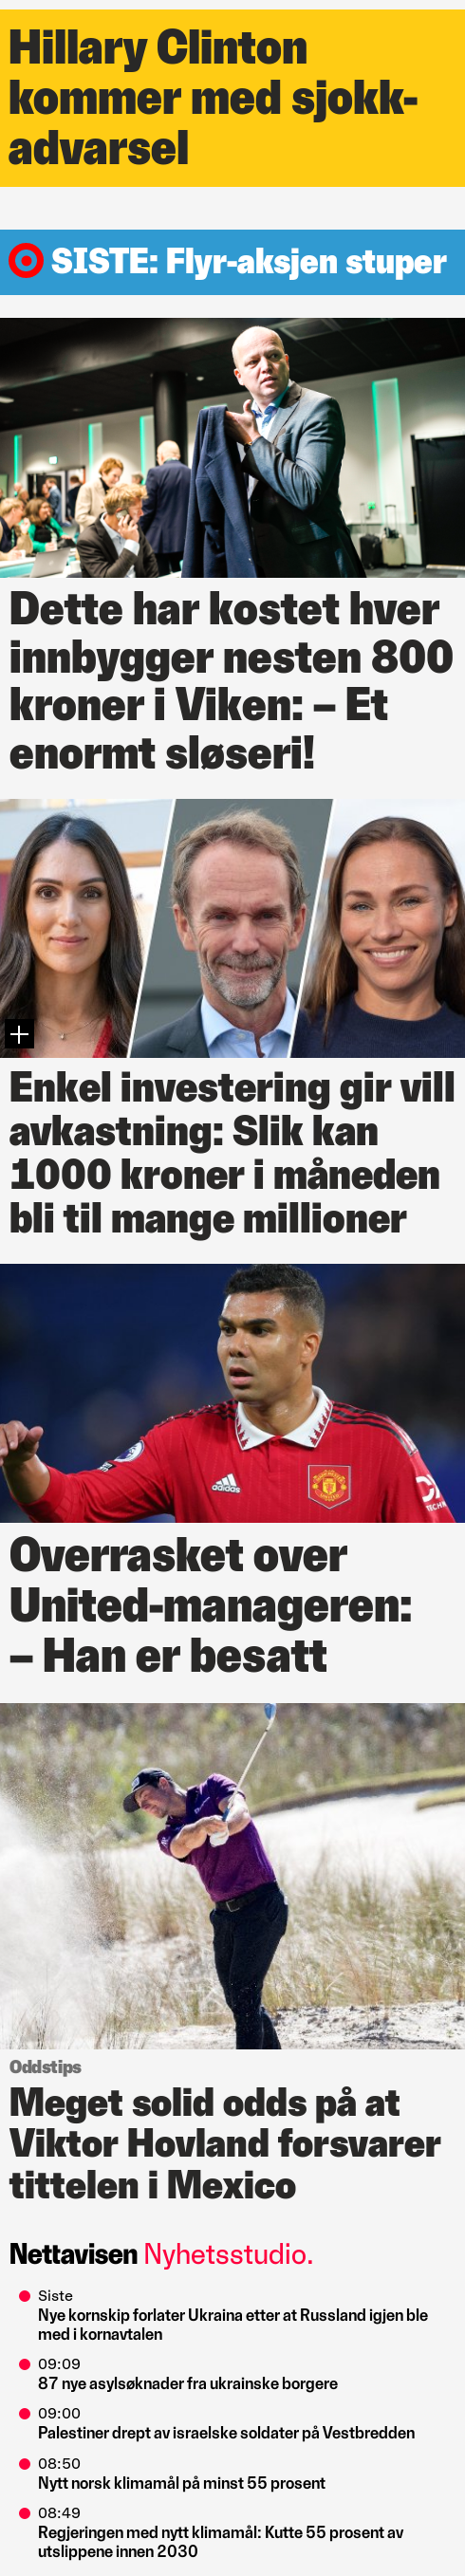 Hillary Clinton
kommer med sjokk-
advarsel
SISTE: Flyr-aksjen stuper
Dette har kostet hver
innbygger nesten 800
kroner i Viken: – Et
enormt sløseri!
Enkel investering gir vill
avkastning: Slik kan
1000 kroner i måneden
bli til mange millioner
adidas
Overrasket over
United-manageren:
– Han er besatt
Oddstips
Meget solid odds på at
Viktor Hovland forsvarer
tittelen i Mexico
Nettavisen Nyhetsstudio.
Siste
Nye kornskip forlater Ukraina etter at Russland igjen ble
med i kornavtalen
09:09
87 nye asylsøknader fra ukrainske borgere
09:00
Palestiner drept av israelske soldater på Vestbredden
08:50
Nytt norsk klimamål på minst 55 prosent
08:49
Regjeringen med nytt klimamål: Kutte 55 prosent av
utslippene innen 2030